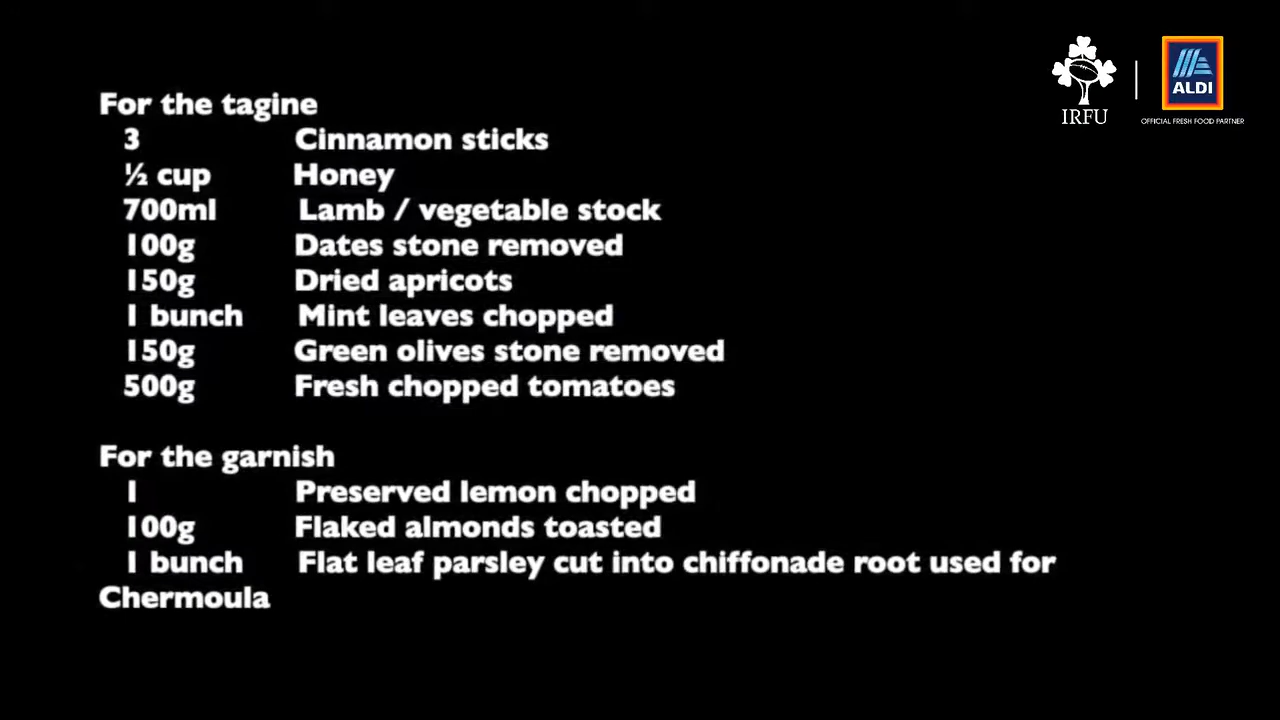 IRFU
ALDI
OFFICIAL FRESH FOOD PARTNER
For the tagine
3 Cinnamon sticks
½ cup Honey
700ml Lamb / vegetable stock
100g Dates stone removed
150g Dried apricots
1 bunch Mint leaves chopped
150g Green olives stone removed
500g Fresh chopped tomatoes
For the garnish
1 Preserved lemon chopped
100g Flaked almonds toasted
1 bunch Flat leaf parsley cut into chiffonade root used for
Chermoula